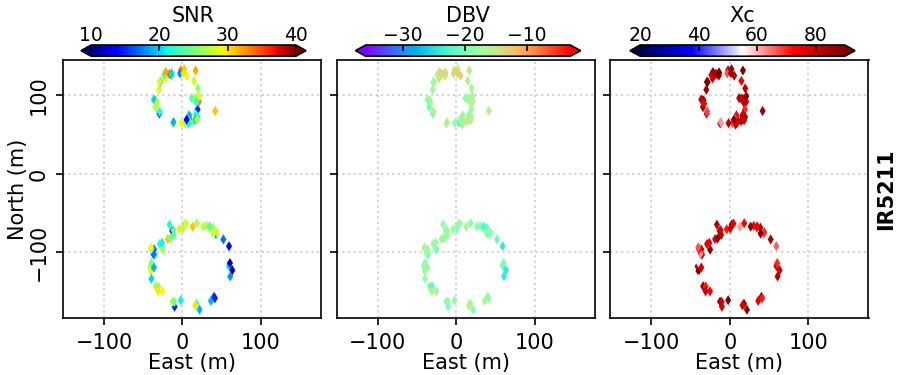 SNR DBV Xc
10 20 30 40 −30 −20 −10 20 40 60 80
North (m)
100
0
−100
IR5211
−100 0 100 −100 0 100 −100 0 100
East (m) East (m) East (m)